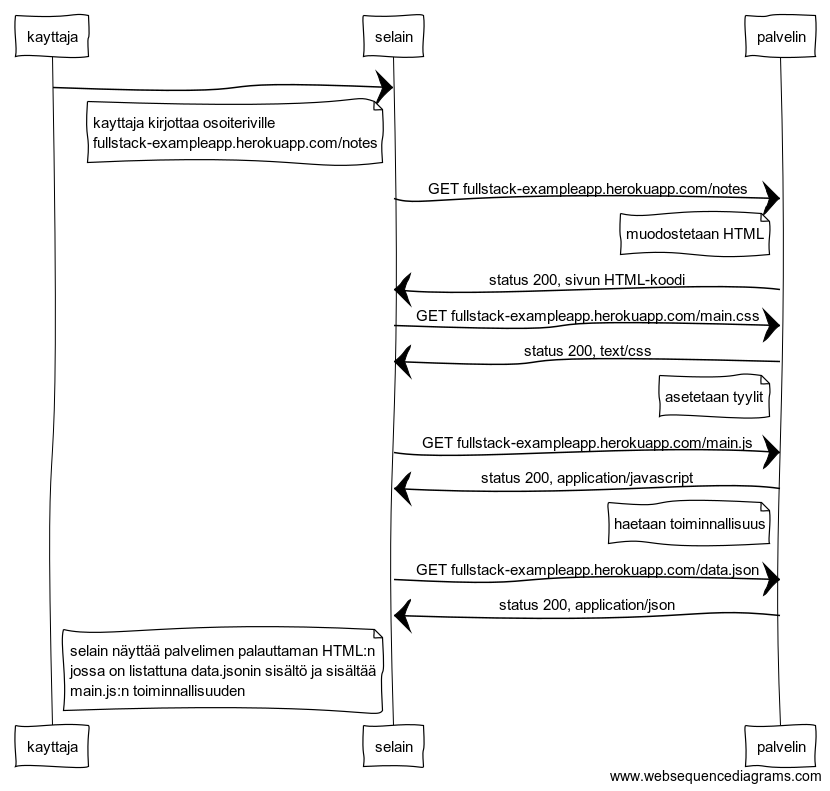 kayttaja
selain
palvelin
kayttaja kirjottaa osoiteriville
fullstack-exampleapp.herokuapp.com/notes
GET fullstack-exampleapp.herokuapp.com/notes
muodostetaan HTML
status 200, sivun HTML-koodi
GET fullstack-exampleapp.herokuapp.com/main.css
status 200, text/css
asetetaan tyylit
GET fullstack-exampleapp.herokuapp.com/main.js
status 200, application/javascript
haetaan toiminnallisuus
GET fullstack-exampleapp.herokuapp.com/data.json
status 200, application/json
selain näyttää palvelimen palauttaman HTML:n
jossa on listattuna data.jsonin sisältö ja sisältää
main.js:n toiminnallisuuden
kayttaja
selain
palvelin
www.websequencediagrams.com